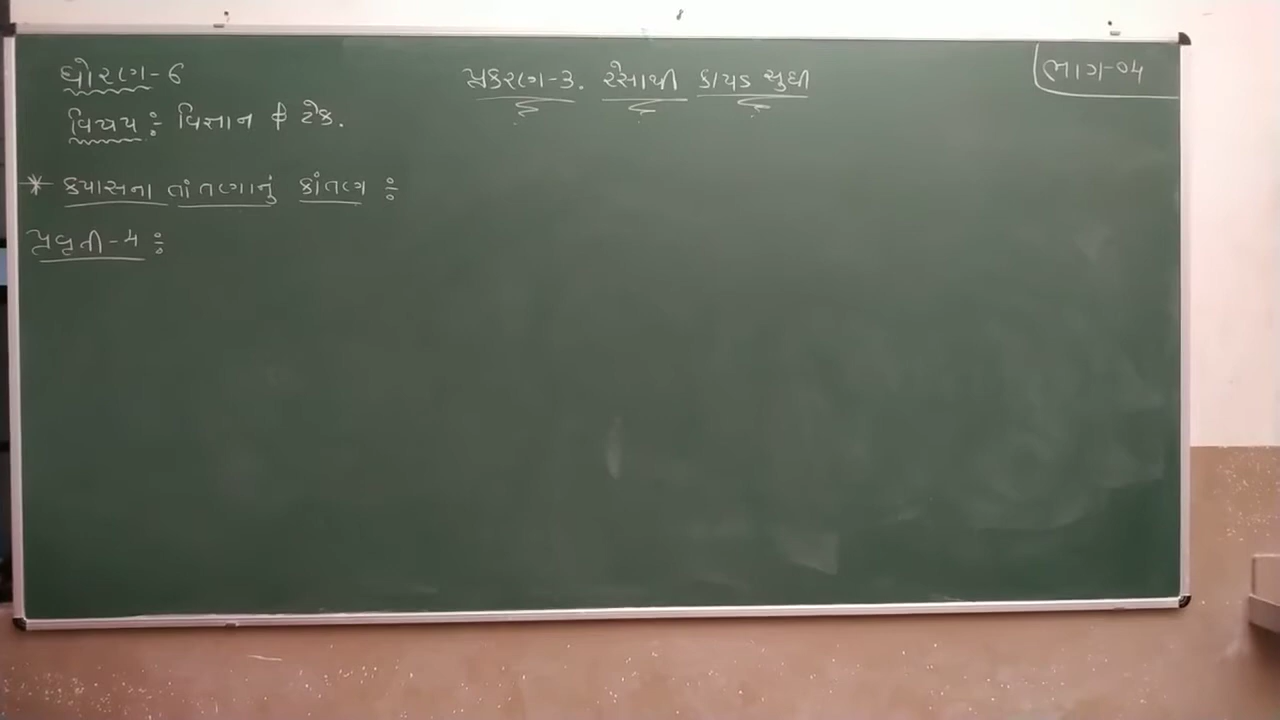 ધોરણ-6
પ્રકરણ-3. રેસાથી કાપડ સુધી
ભાગ-04
વિષય ÷ વિજ્ઞાન & ટેક.
* કપાસના તાંતણાનું કાંતણ ÷
પ્રવૃતી-4 ÷